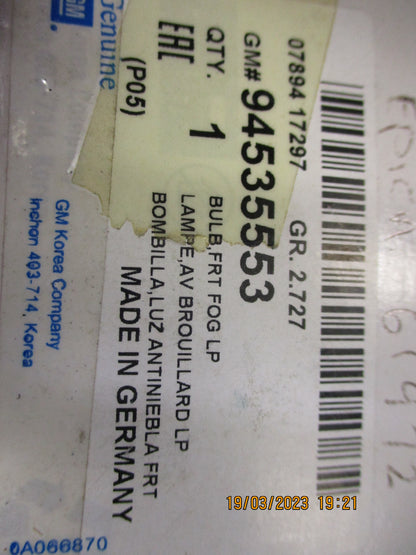 GM
Genuine
07894 17297 GR. 2.727
GM# 94535553
QTY. 1
EAC
(P05)
BULB,FRT FOG LP
LAMPE,AV BROUILLARD LP
BOMBILLA,LUZ ANTINIEBLA FRT
MADE IN GERMANY
GM Korea Company
Incheon 403-714, Korea
0A066870
19/03/2023 19:21